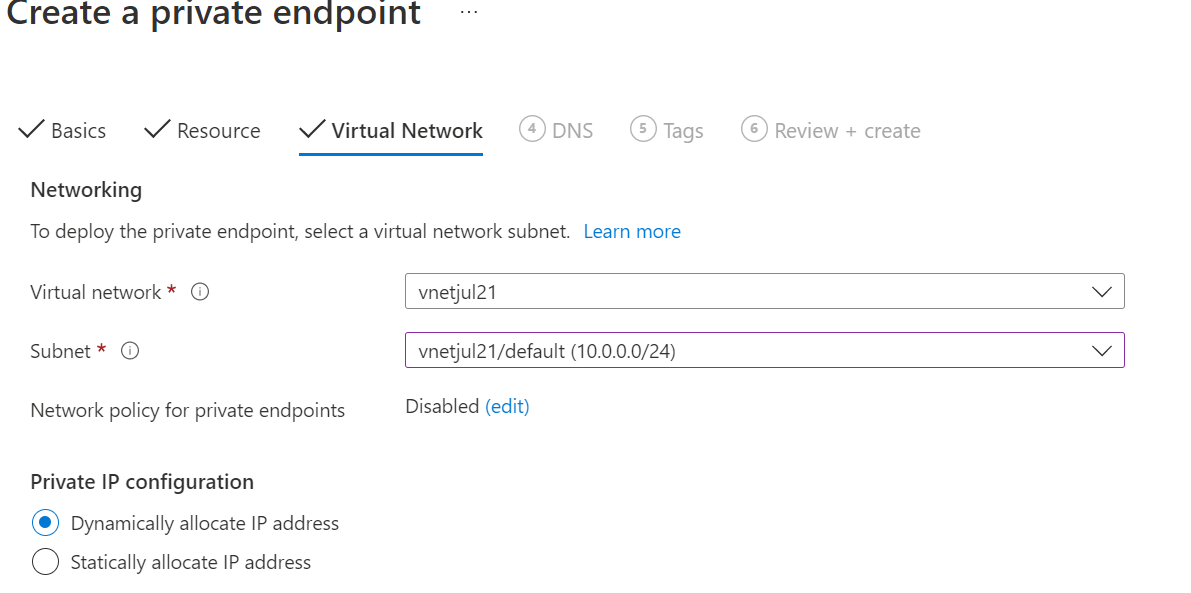 Create a private endpoint ...
Basics Resource Virtual Network 4 DNS 5 Tags 6 Review + create
Networking
To deploy the private endpoint, select a virtual network subnet. Learn more
Virtual network * i vnetjul21
Subnet * i vnetjul21/default (10.0.0.0/24)
Network policy for private endpoints Disabled (edit)
Private IP configuration
Dynamically allocate IP address
Statically allocate IP address